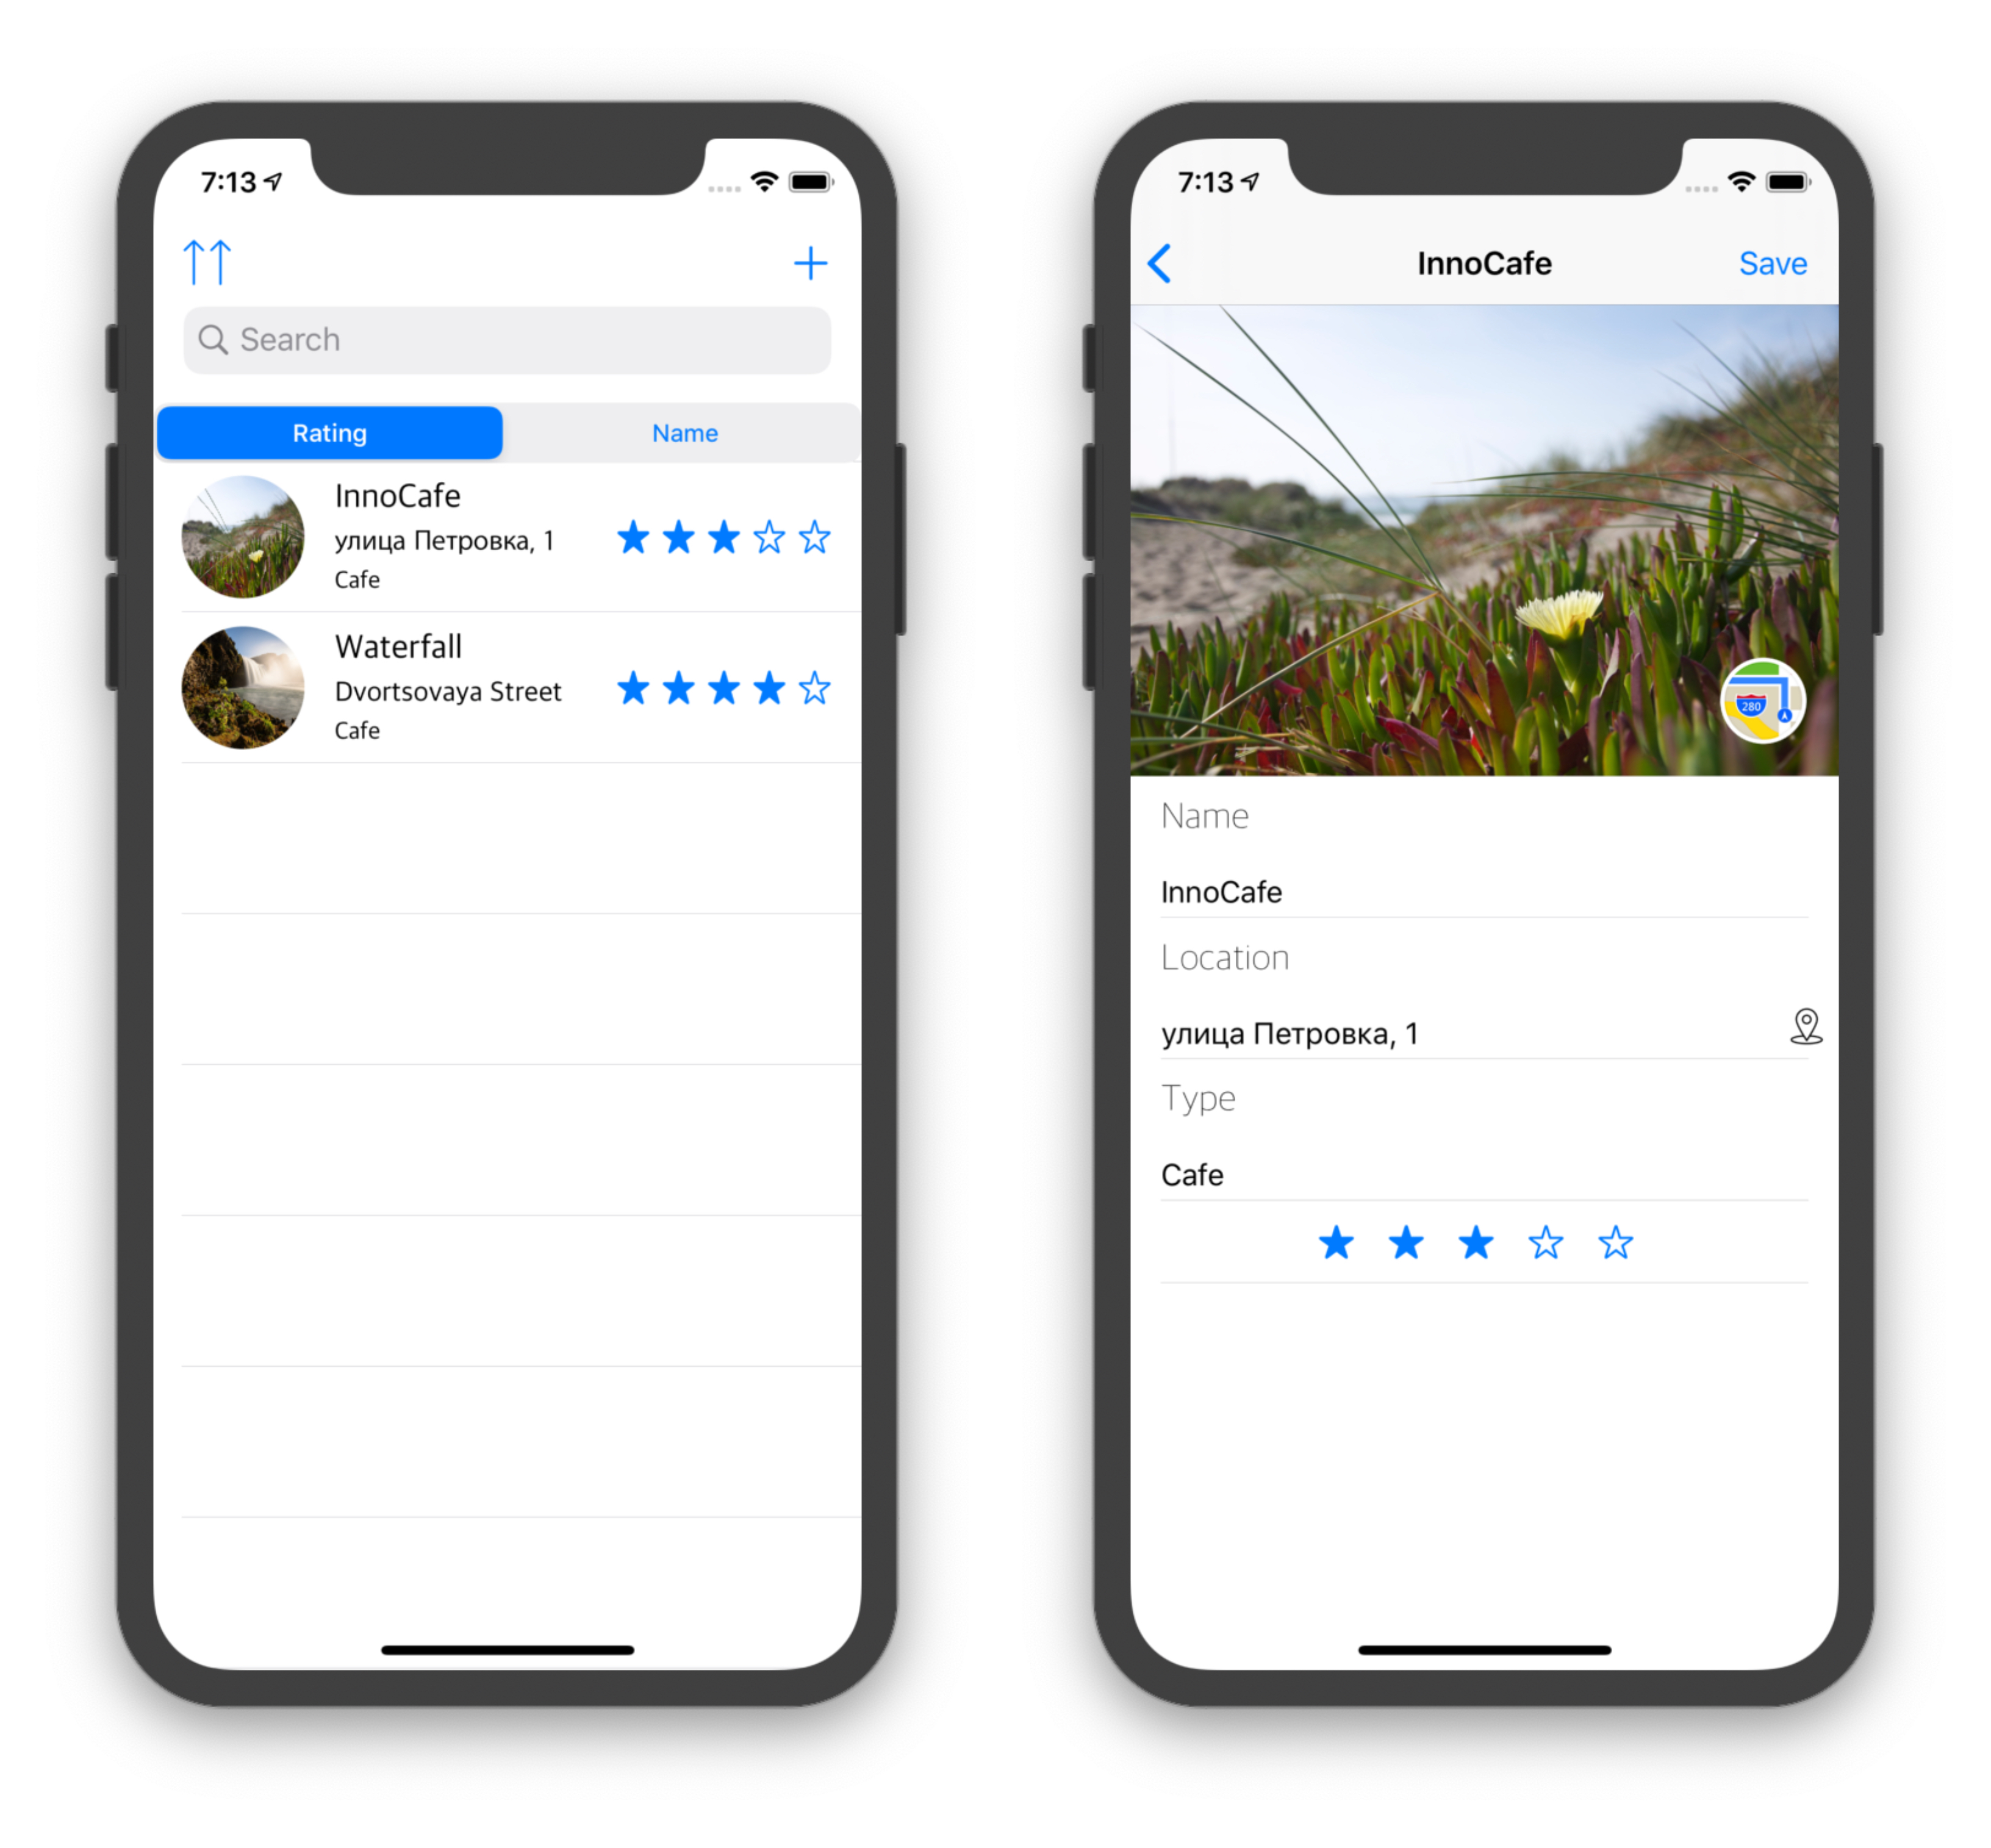 7:13
Search
Rating Name
InnoCafe
улица Петровка, 1
Cafe
Waterfall
Dvortsovaya Street
Cafe
7:13
InnoCafe Save
280
Name
InnoCafe
Location
улица Петровка, 1
Type
Cafe